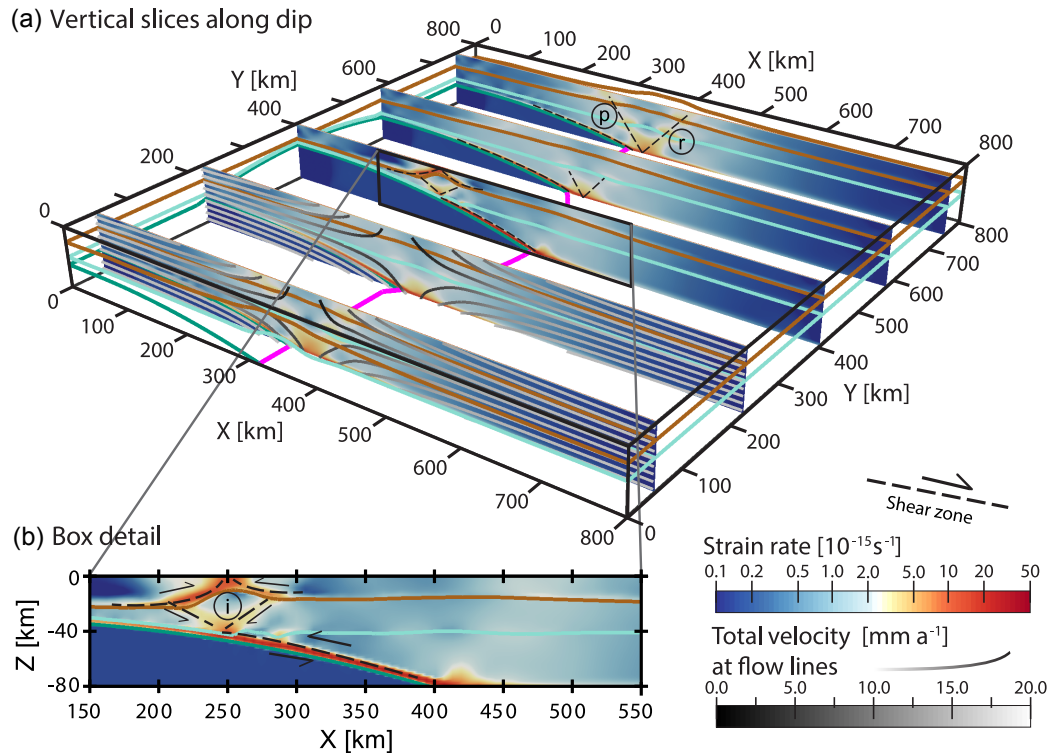 (a) Vertical slices along dip
800
0
100
200
300
400
500
600
700
800
X [km]
Y [km]
600
400
200
0
p
r
0
100
200
300
400
500
600
700
800
X [km]
0
100
200
300
400
500
600
700
800
Y [km]
Shear zone
(b) Box detail
Z [km]
0
-40
-80
i
150 200 250 300 350 400 450 500 550
X [km]
Strain rate [10⁻¹⁵s⁻¹]
0.1 0.2 0.5 1.0 2.0 5.0 10 20 50
Total velocity [mm a⁻¹]
at flow lines
0.0 5.0 10.0 15.0 20.0